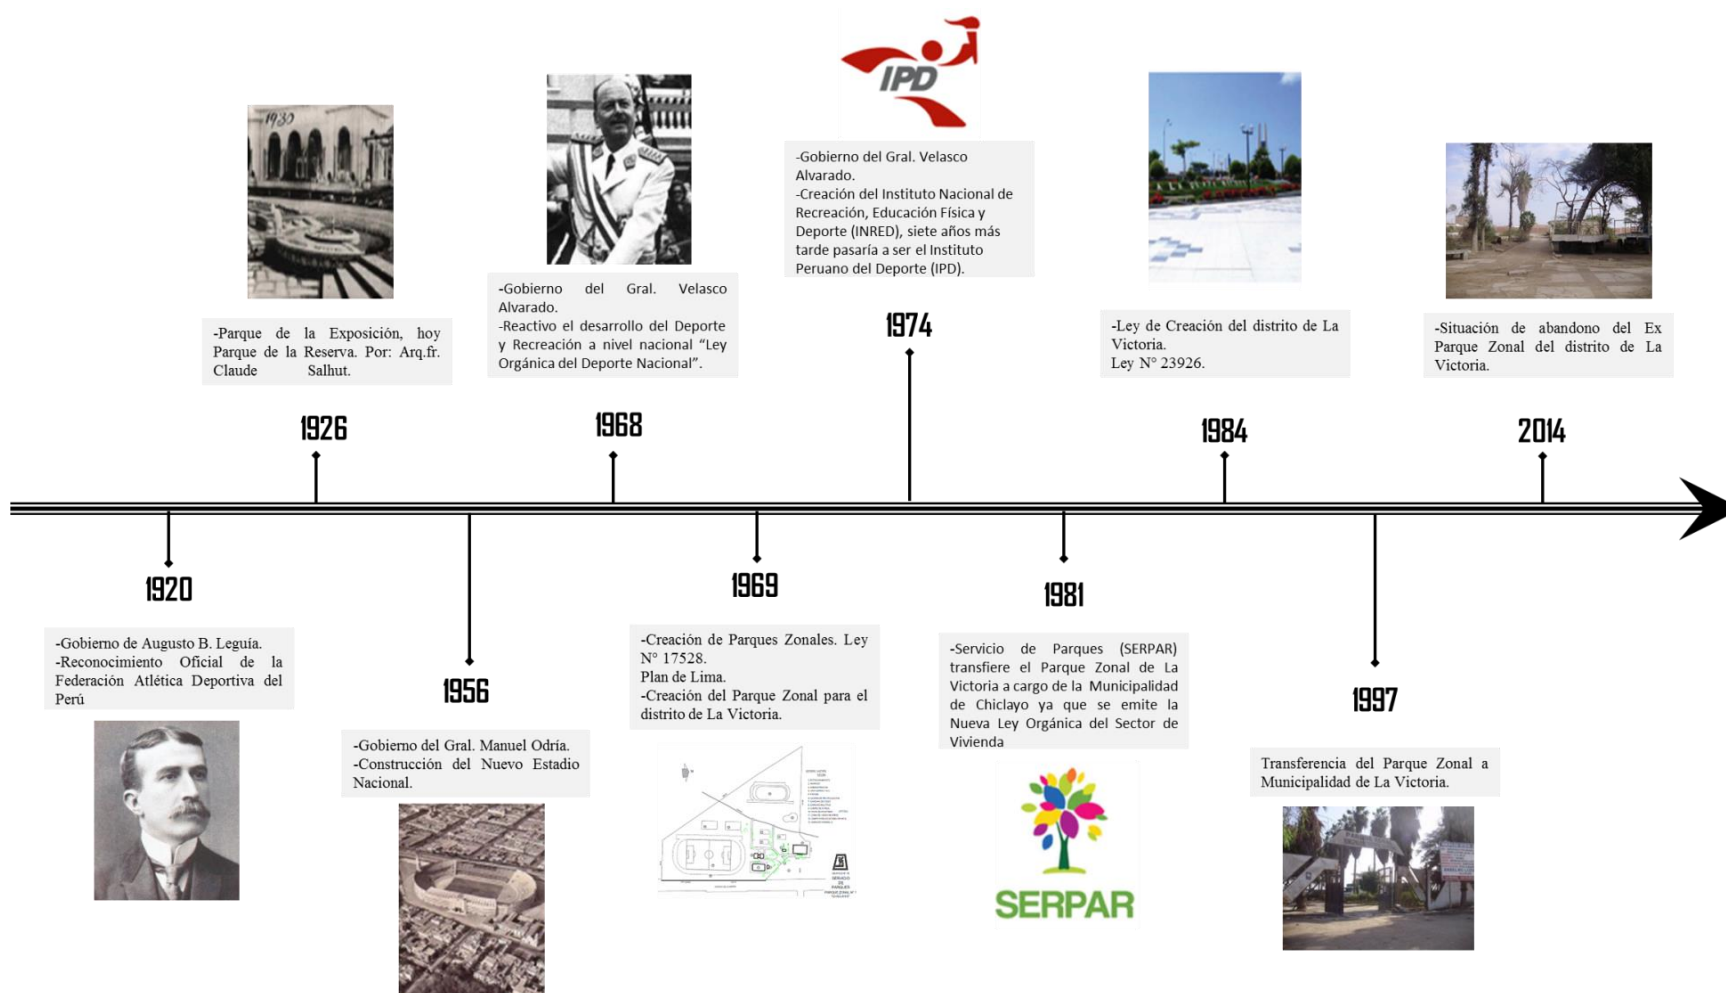 1930
-Parque de la Exposición, hoy
Parque de la Reserva. Por: Arq.fr.
Claude Salhut.
1926
-Gobierno del Gral. Velasco
Alvarado.
-Reactivo el desarrollo del Deporte
y Recreación a nivel nacional “Ley
Orgánica del Deporte Nacional”.
1968
IPD
-Gobierno del Gral. Velasco
Alvarado.
-Creación del Instituto Nacional de
Recreación, Educación Física y
Deporte (INRED), siete años más
tarde pasaría a ser el Instituto
Peruano del Deporte (IPD).
1974
-Ley de Creación del distrito de La
Victoria.
Ley N° 23926.
1984
-Situación de abandono del Ex
Parque Zonal del distrito de La
Victoria.
2014
1920
-Gobierno de Augusto B. Leguía.
-Reconocimiento Oficial de la
Federación Atlética Deportiva del
Perú
1956
-Gobierno del Gral. Manuel Odría.
-Construcción del Nuevo Estadio
Nacional.
1969
-Creación de Parques Zonales. Ley
N° 17528.
Plan de Lima.
-Creación del Parque Zonal para el
distrito de La Victoria.
1981
-Servicio de Parques (SERPAR)
transfiere el Parque Zonal de La
Victoria a cargo de la Municipalidad
de Chiclayo ya que se emite la
Nueva Ley Orgánica del Sector de
Vivienda
SERPAR
1997
Transferencia del Parque Zonal a
Municipalidad de La Victoria.